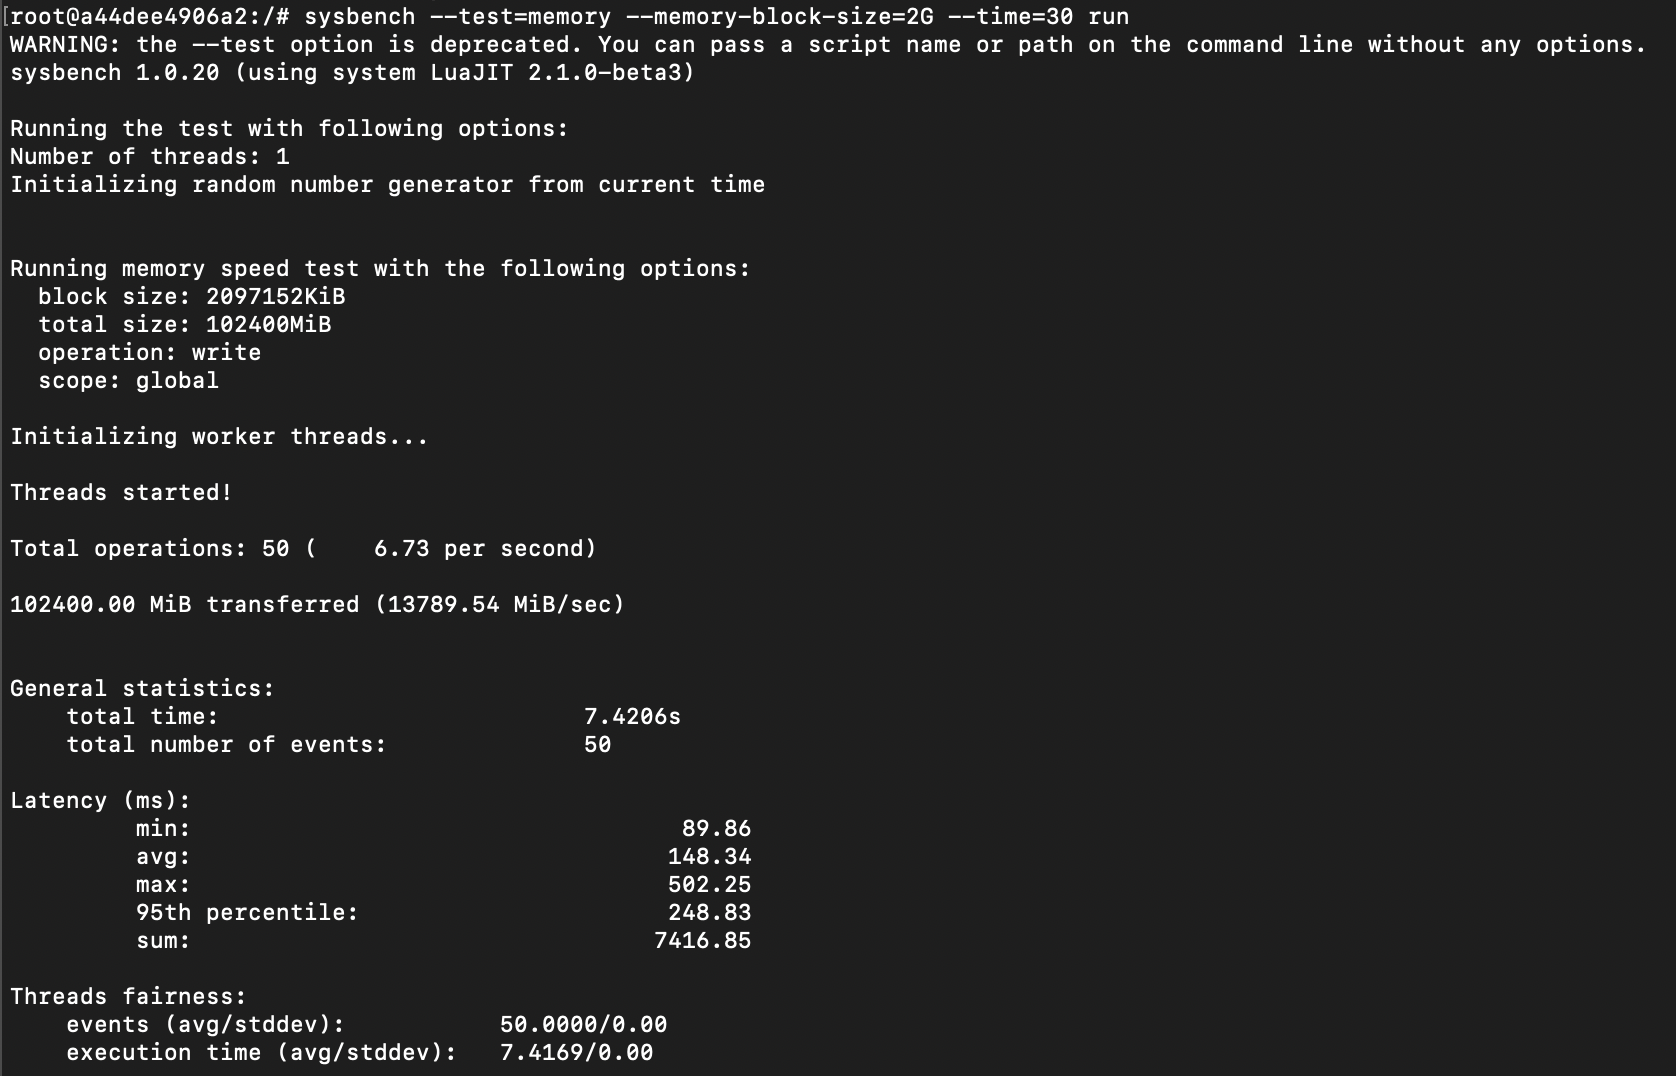 [root@a44dee4906a2:/# sysbench --test=memory --memory-block-size=2G --time=30 run
WARNING: the --test option is deprecated. You can pass a script name or path on the command line without any options.
sysbench 1.0.20 (using system LuaJIT 2.1.0-beta3)
Running the test with following options:
Number of threads: 1
Initializing random number generator from current time
Running memory speed test with the following options:
block size: 2097152KiB
total size: 102400MiB
operation: write
scope: global
Initializing worker threads...
Threads started!
Total operations: 50 (    6.73 per second)
102400.00 MiB transferred (13789.54 MiB/sec)
General statistics:
total time: 7.4206s
total number of events: 50
Latency (ms):
min: 89.86
avg: 148.34
max: 502.25
95th percentile: 248.83
sum: 7416.85
Threads fairness:
events (avg/stddev): 50.0000/0.00
execution time (avg/stddev): 7.4169/0.00